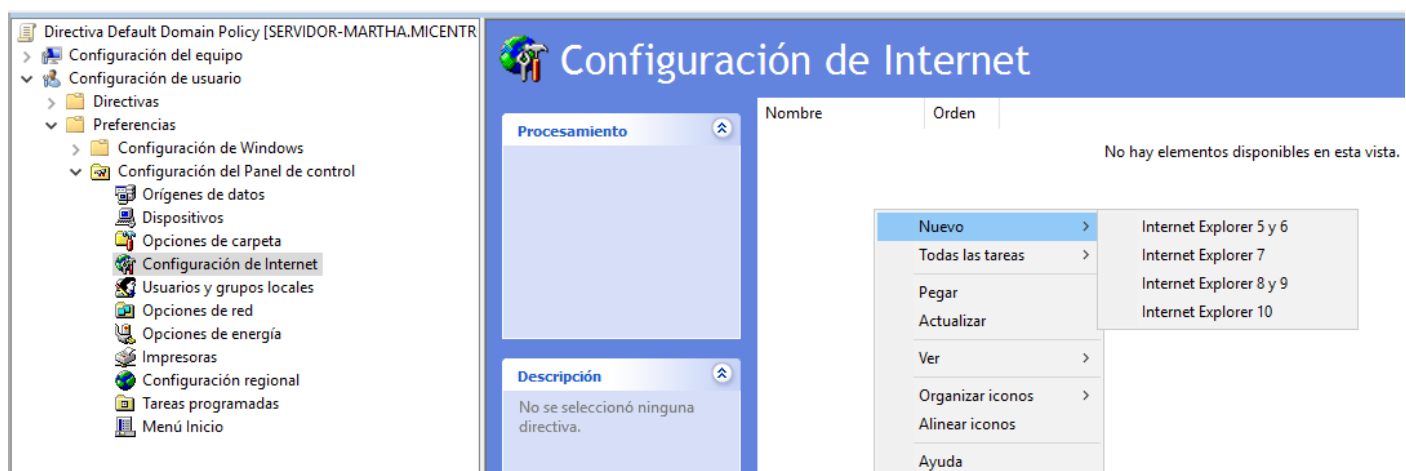 Directiva Default Domain Policy [SERVIDOR-MARTHA.MICENTR
Configuración del equipo
Configuración de usuario
Directivas
Preferencias
Configuración de Windows
Configuración del Panel de control
Orígenes de datos
Dispositivos
Opciones de carpeta
Configuración de Internet
Usuarios y grupos locales
Opciones de red
Opciones de energía
Impresoras
Configuración regional
Tareas programadas
Menú Inicio
Configuración de Internet
Procesamiento
Descripción
No se seleccionó ninguna
directiva.
Nombre Orden
No hay elementos disponibles en esta vista.
Nuevo
Todas las tareas
Pegar
Actualizar
Ver
Organizar iconos
Alinear iconos
Ayuda
Internet Explorer 5 y 6
Internet Explorer 7
Internet Explorer 8 y 9
Internet Explorer 10